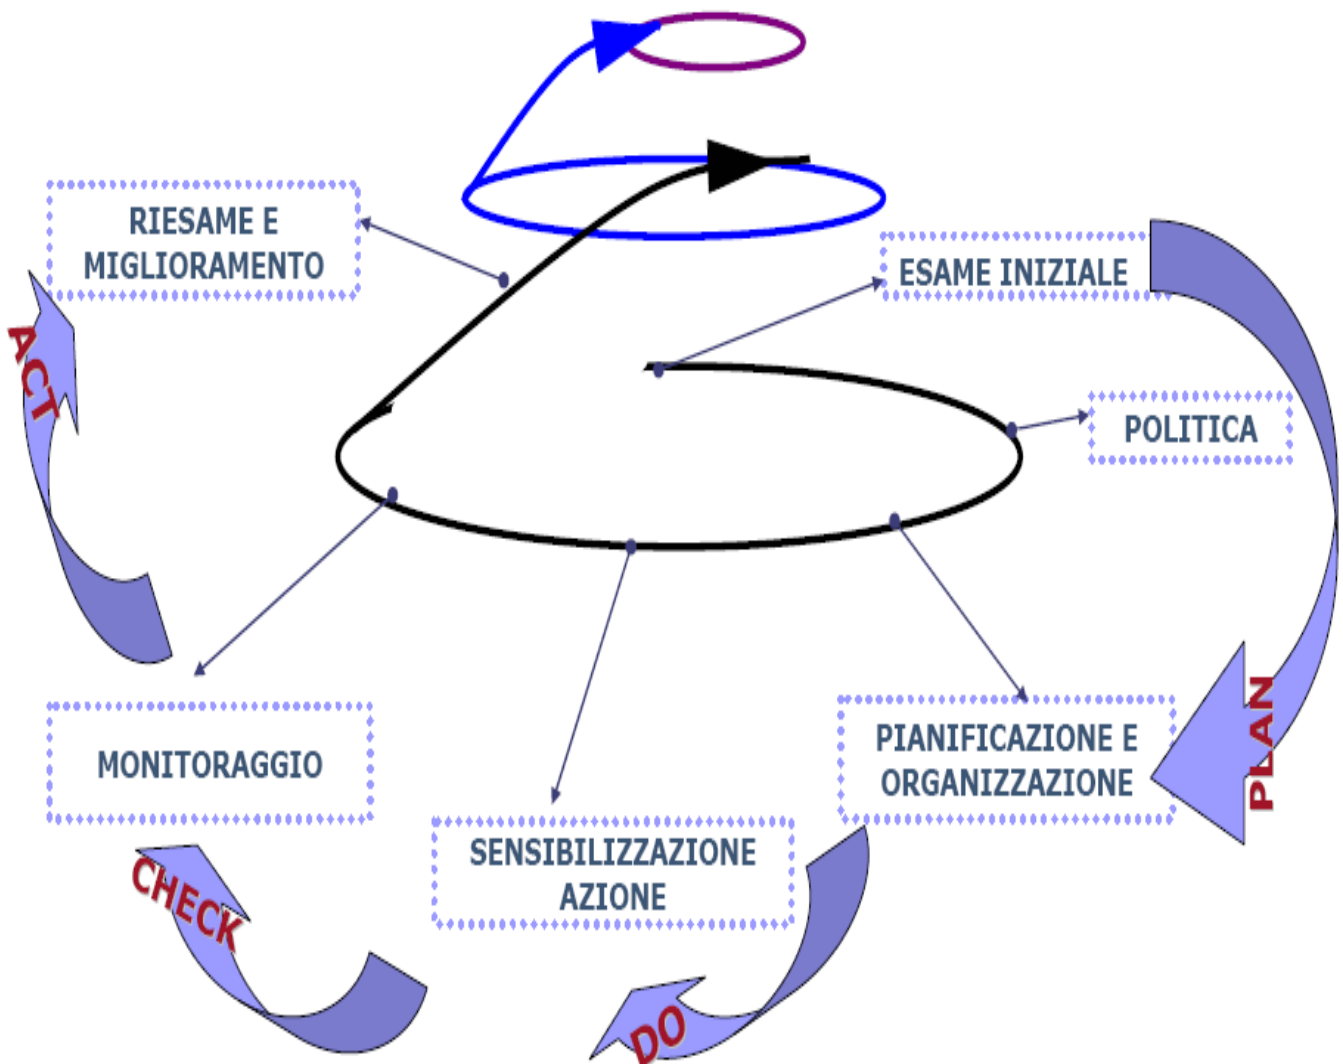 RIESAME E
MIGLIORAMENTO
ESAME INIZIALE
ACT
POLITICA
PLAN
PIANIFICAZIONE E
ORGANIZZAZIONE
MONITORAGGIO
SENSIBILIZZAZIONE
AZIONE
CHECK
DO